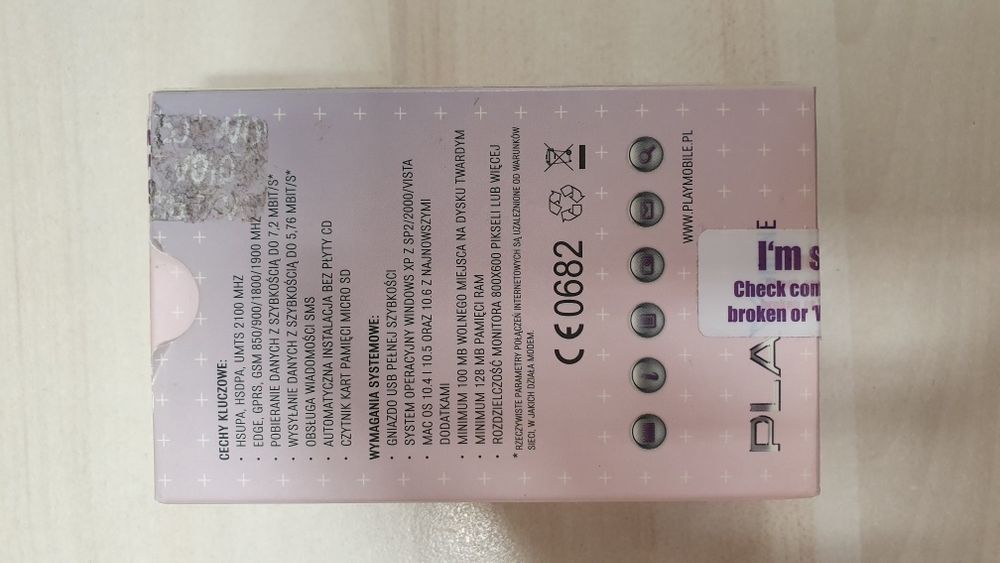 CECHY KLUCZOWE:
• HSUPA, HSDPA, UMTS 2100 MHZ
• EDGE, GPRS, GSM 850/900/1800/1900 MHZ
• POBIERANIE DANYCH Z SZYBKOŚCIĄ DO 7,2 MBIT/S*
• WYSYŁANIE DANYCH Z SZYBKOŚCIĄ DO 5,76 MBIT/S*
• OBSŁUGA WIADOMOŚCI SMS
• AUTOMATYCZNA INSTALACJA BEZ PŁYTY CD
• CZYTNIK KART PAMIĘCI MICRO SD
WYMAGANIA SYSTEMOWE:
• GNIAZDO USB PEŁNEJ SZYBKOŚCI
• SYSTEM OPERACYJNY WINDOWS XP Z SP2/2000/VISTA
• MAC OS 10.4 I 10.5 ORAZ 10.6 Z NAJNOWSZYMI
DODATKAMI
• MINIMUM 100 MB WOLNEGO MIEJSCA NA DYSKU TWARDYM
• MINIMUM 128 MB PAMIĘCI RAM
• ROZDZIELCZOŚĆ MONITORA 800X600 PIKSELI LUB WIĘCEJ
* RZECZYWISTE PARAMETRY POŁĄCZEŃ INTERNETOWYCH SĄ UZALEŻNIONE OD WARUNKÓW
SIECI, W JAKICH DZIAŁA MODEM.
CE0682
WWW.PLAYMOBILE.PL
PLA E
I'm s
Check con
broken or